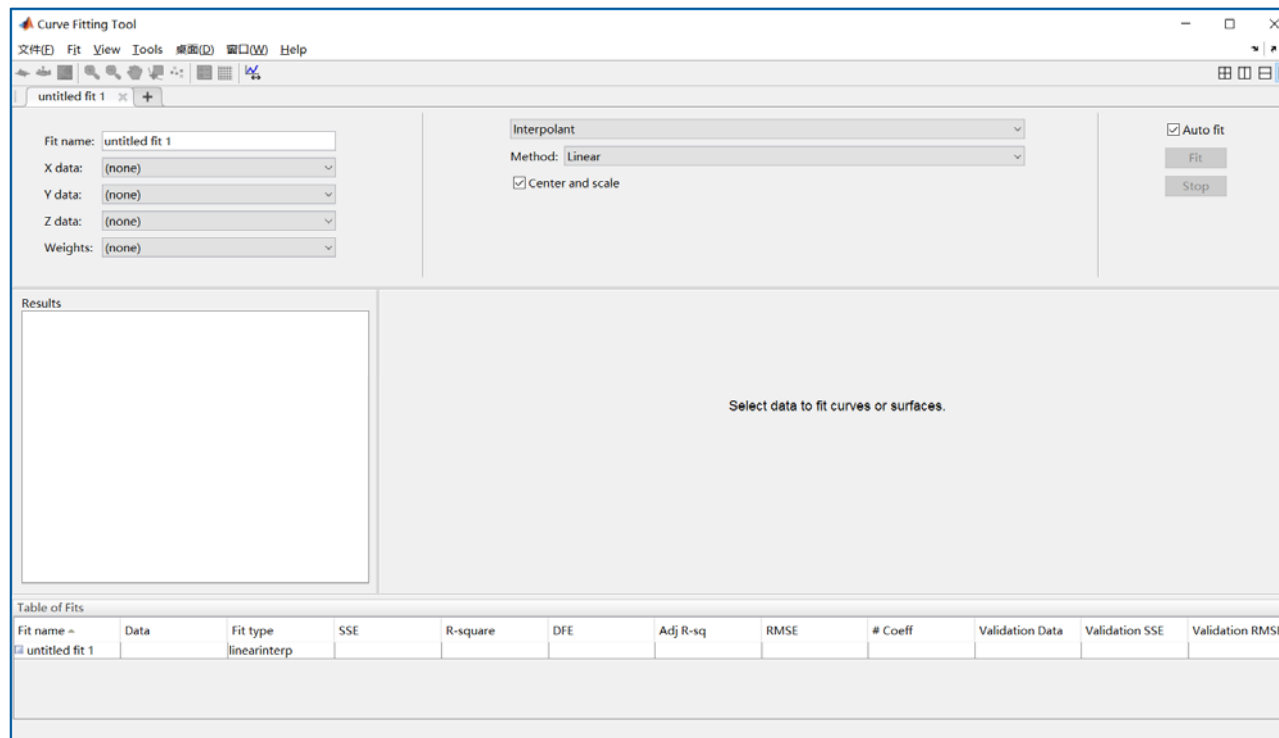 Curve Fitting Tool
文件(F) Fit View Tools 桌面(D) 窗口(W) Help
untitled fit 1
Fit name: untitled fit 1
X data: (none)
Y data: (none)
Z data: (none)
Weights: (none)
Interpolant
Method: Linear
Center and scale
Auto fit
Fit
Stop
Results
Select data to fit curves or surfaces.
Table of Fits
Fit name Data Fit type SSE R-square DFE Adj R-sq RMSE # Coeff Validation Data Validation SSE Validation RMSE
untitled fit 1 linearinterp